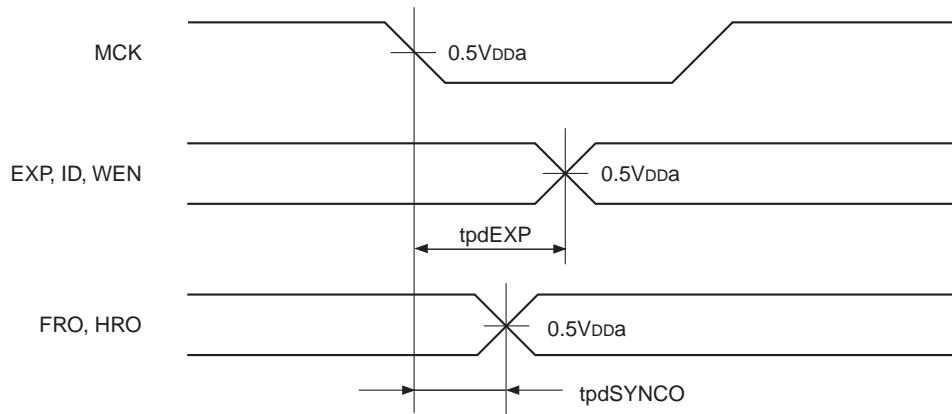 MCK
0.5VDDa
EXP, ID, WEN
0.5VDDa
tpdEXP
FRO, HRO
0.5VDDa
tpdSYNCO